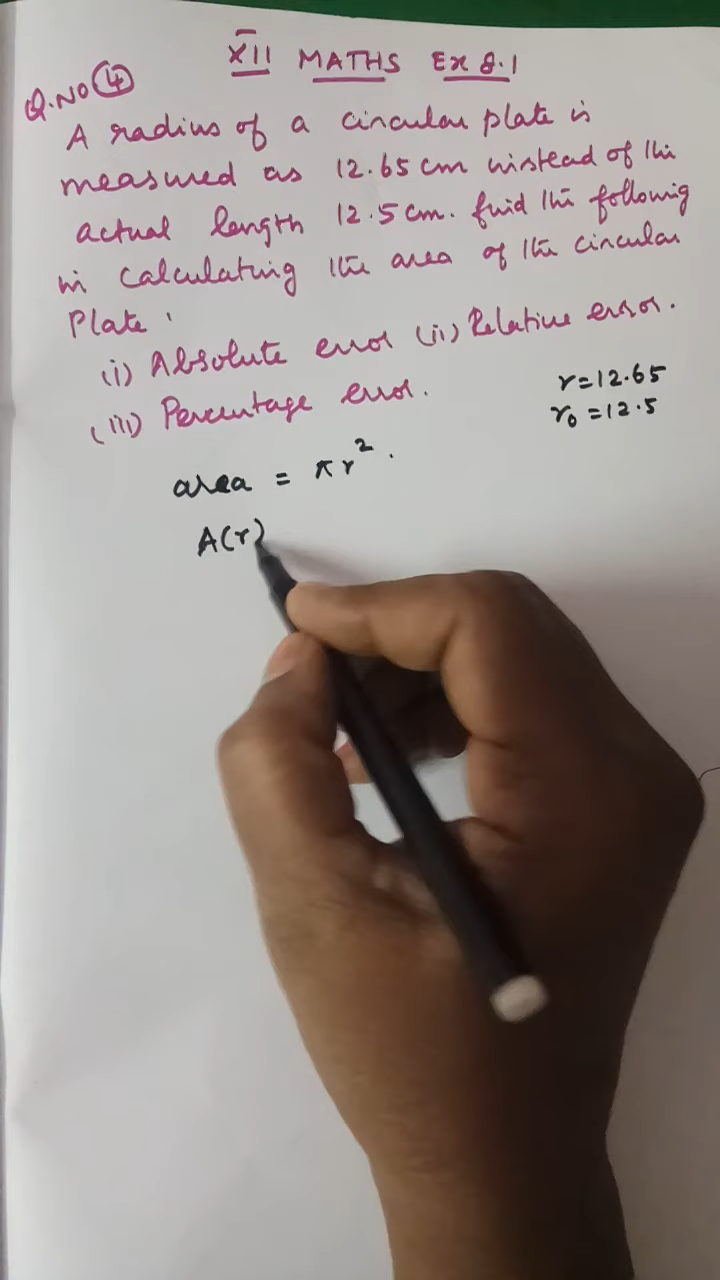 XII MATHS Ex 8.1
Q.NO 4
A radius of a circular plate is
measured as 12.65 cm instead of the
actual length 12.5 cm. find the following
in calculating the area of the circular
Plate:
(i) Absolute error (ii) Relative error.
(iii) Percentage error.
r=12.65
r₀=12.5
area = πr².
A(r)